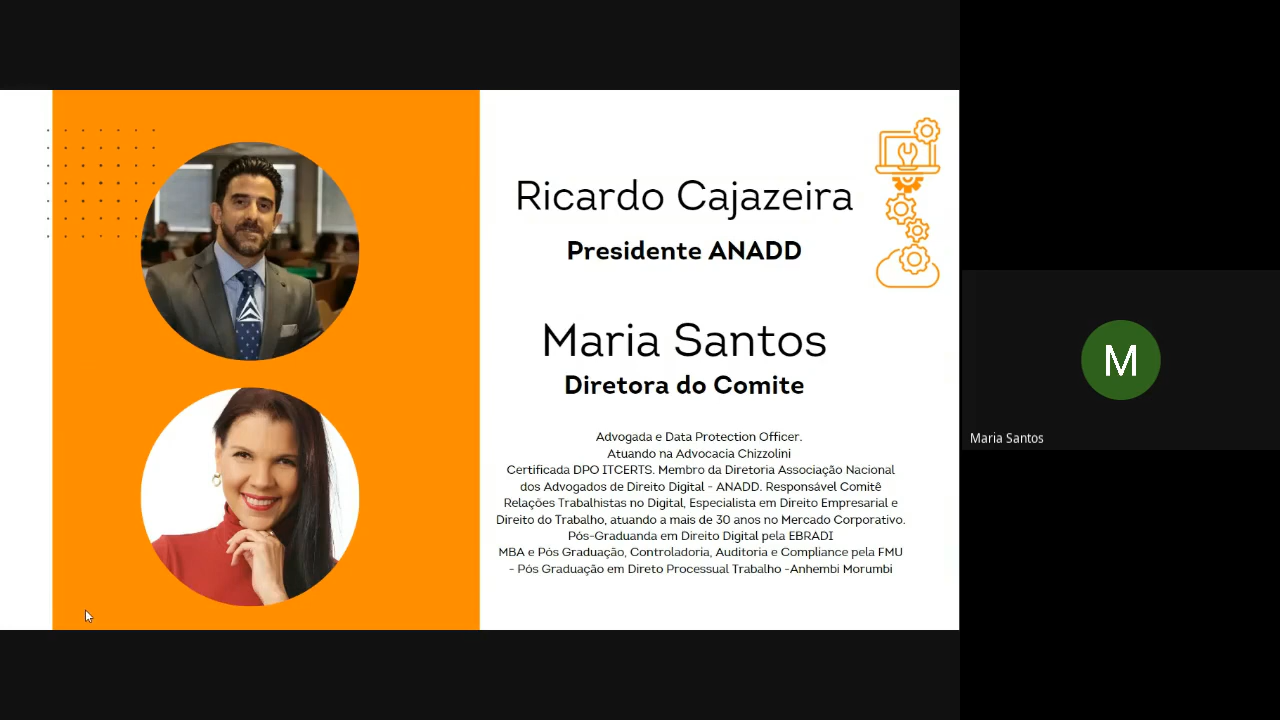 Ricardo Cajazeira
Presidente ANADD
Maria Santos
Diretora do Comite
Advogada e Data Protection Officer.
Atuando na Advocacia Chizzolini
Certificada DPO ITCERTS. Membro da Diretoria Associação Nacional
dos Advogados de Direito Digital - ANADD. Responsável Comitê
Relações Trabalhistas no Digital, Especialista em Direito Empresarial e
Direito do Trabalho, atuando a mais de 30 anos no Mercado Corporativo.
Pós-Graduanda em Direito Digital pela EBRADI
MBA e Pós Graduação, Controladoria, Auditoria e Compliance pela FMU
- Pós Graduação em Direto Processual Trabalho -Anhembi Morumbi
M
Maria Santos